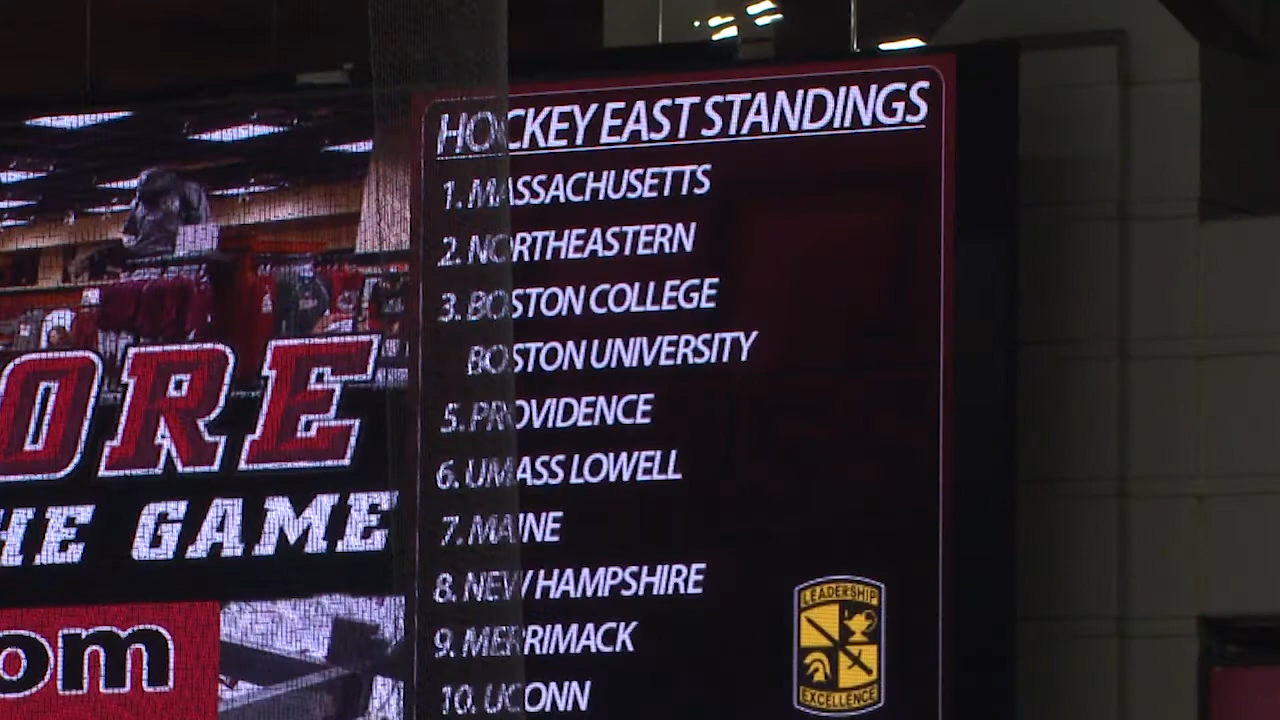 HOCKEY EAST STANDINGS
1. MASSACHUSETTS
2. NORTHEASTERN
3. BOSTON COLLEGE
BOSTON UNIVERSITY
5. PROVIDENCE
6. UMASS LOWELL
7. MAINE
8. NEW HAMPSHIRE
9. MERRIMACK
10. UCONN
LEADERSHIP
EXCELLENCE
ORE
HE GAME
om